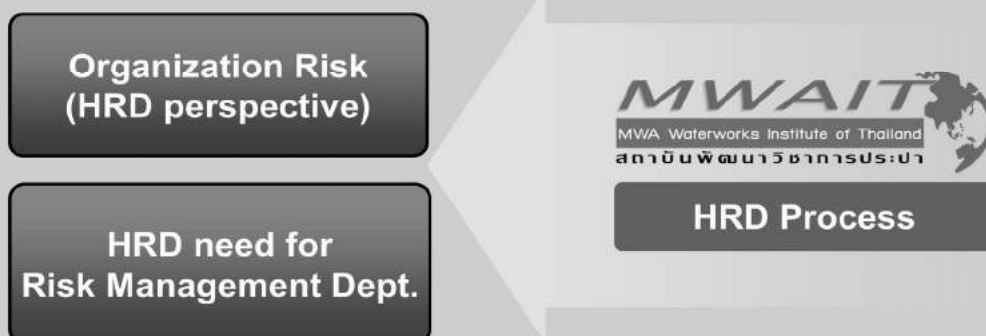 Organization Risk
(HRD perspective)
HRD need for
Risk Management Dept.
MWAIT
MWA Waterworks Institute of Thailand
สถาบันพัฒนาวิชาการประปา
HRD Process